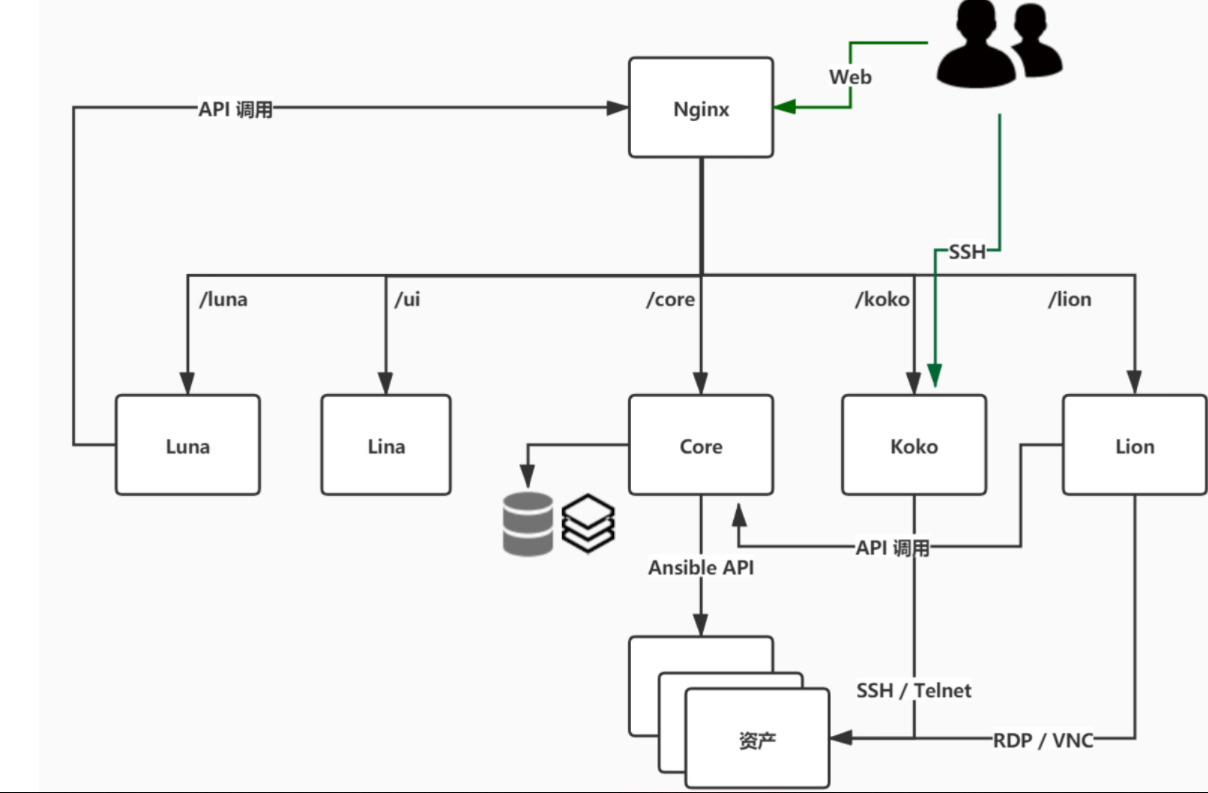 Web
API 调用
Nginx
SSH
/luna
/ui
/core
/koko
/lion
Luna
Lina
Core
Koko
Lion
API 调用
Ansible API
SSH / Telnet
资产
RDP / VNC